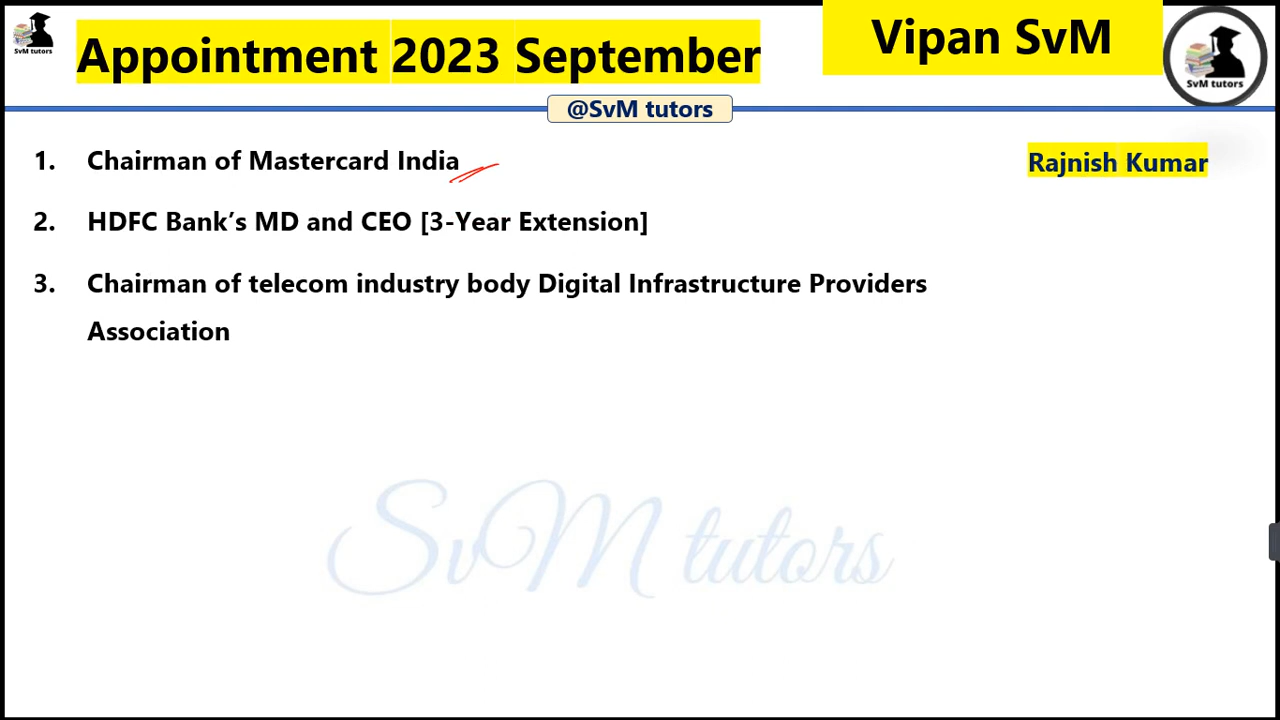 SvM tutors
Appointment 2023 September
Vipan SvM
SvM tutors
@SvM tutors
1. Chairman of Mastercard India
Rajnish Kumar
2. HDFC Bank’s MD and CEO [3-Year Extension]
3. Chairman of telecom industry body Digital Infrastructure Providers
Association
SvM tutors